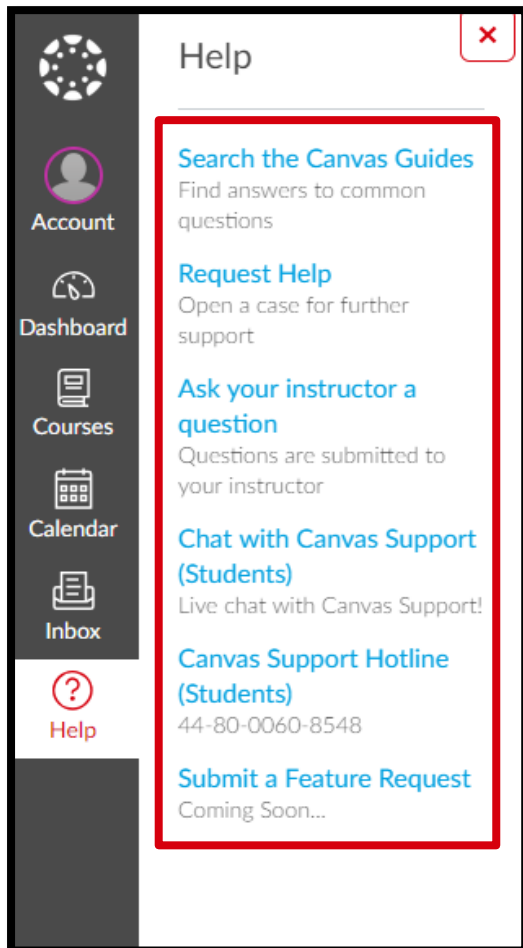 Help
Account
Dashboard
Courses
Calendar
Inbox
Help
Search the Canvas Guides
Find answers to common
questions
Request Help
Open a case for further
support
Ask your instructor a
question
Questions are submitted to
your instructor
Chat with Canvas Support
(Students)
Live chat with Canvas Support!
Canvas Support Hotline
(Students)
44-80-0060-8548
Submit a Feature Request
Coming Soon...